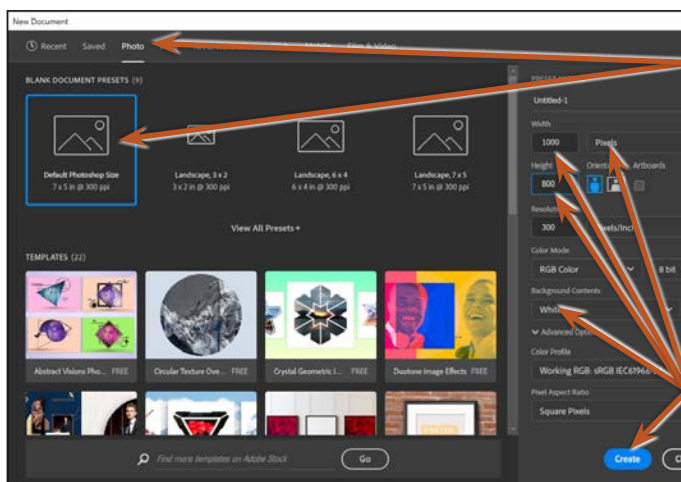 New Document
Recent Saved Photo Mobile Film & Video
BLANK DOCUMENT PRESETS (9)
Default Photoshop Size
7 x 5 in @ 300 ppi
Landscape, 3 x 2
3 x 2 in @ 300 ppi
Landscape, 6 x 4
6 x 4 in @ 300 ppi
Landscape, 7 x 5
7 x 5 in @ 300 ppi
View All Presets +
TEMPLATES (22)
Abstract Visions Pho... FREE
Circular Texture Ove... FREE
Crystal Geometric I... FREE
Duotone Image Effects FREE
Find more templates on Adobe Stock
Go
Untitled-1
Width
1000 Pixels
Height Artboards
800
300
Color Mode
RGB Color 8 bit
Background Contents
Advanced
Color Profile
Working RGB: sRGB IEC61966-
Pixel Aspect Ratio
Square Pixels
Create